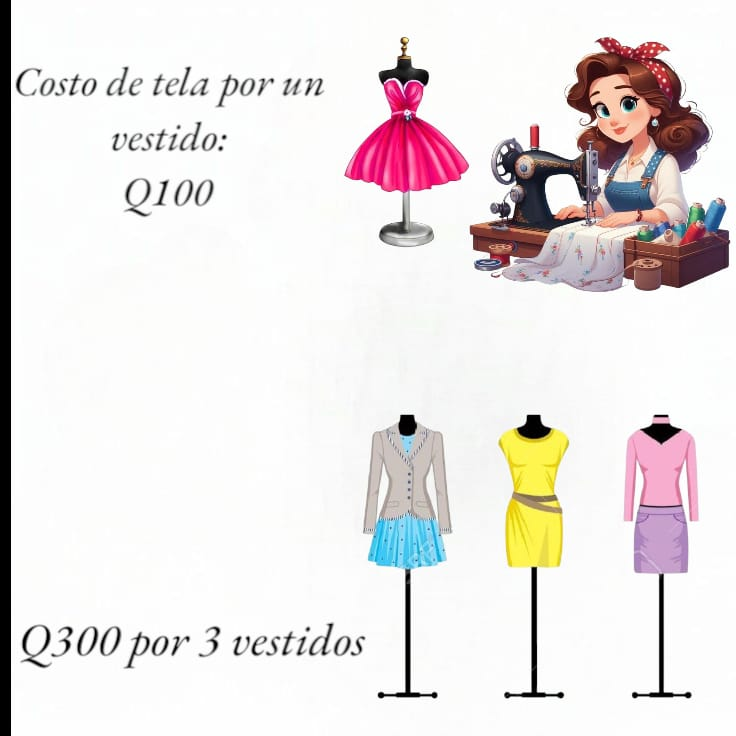 Costo de tela por un
vestido:
Q100
Q300 por 3 vestidos